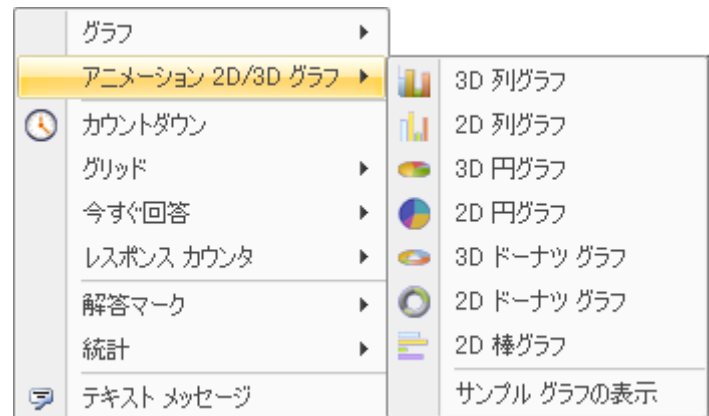 グラフ
アニメーション 2D/3D グラフ
カウントダウン
グリッド
今すぐ回答
レスポンス カウンタ
解答マーク
統計
テキスト メッセージ
3D 列グラフ
2D 列グラフ
3D 円グラフ
2D 円グラフ
3D ドーナツ グラフ
2D ドーナツ グラフ
2D 棒グラフ
サンプル グラフの表示